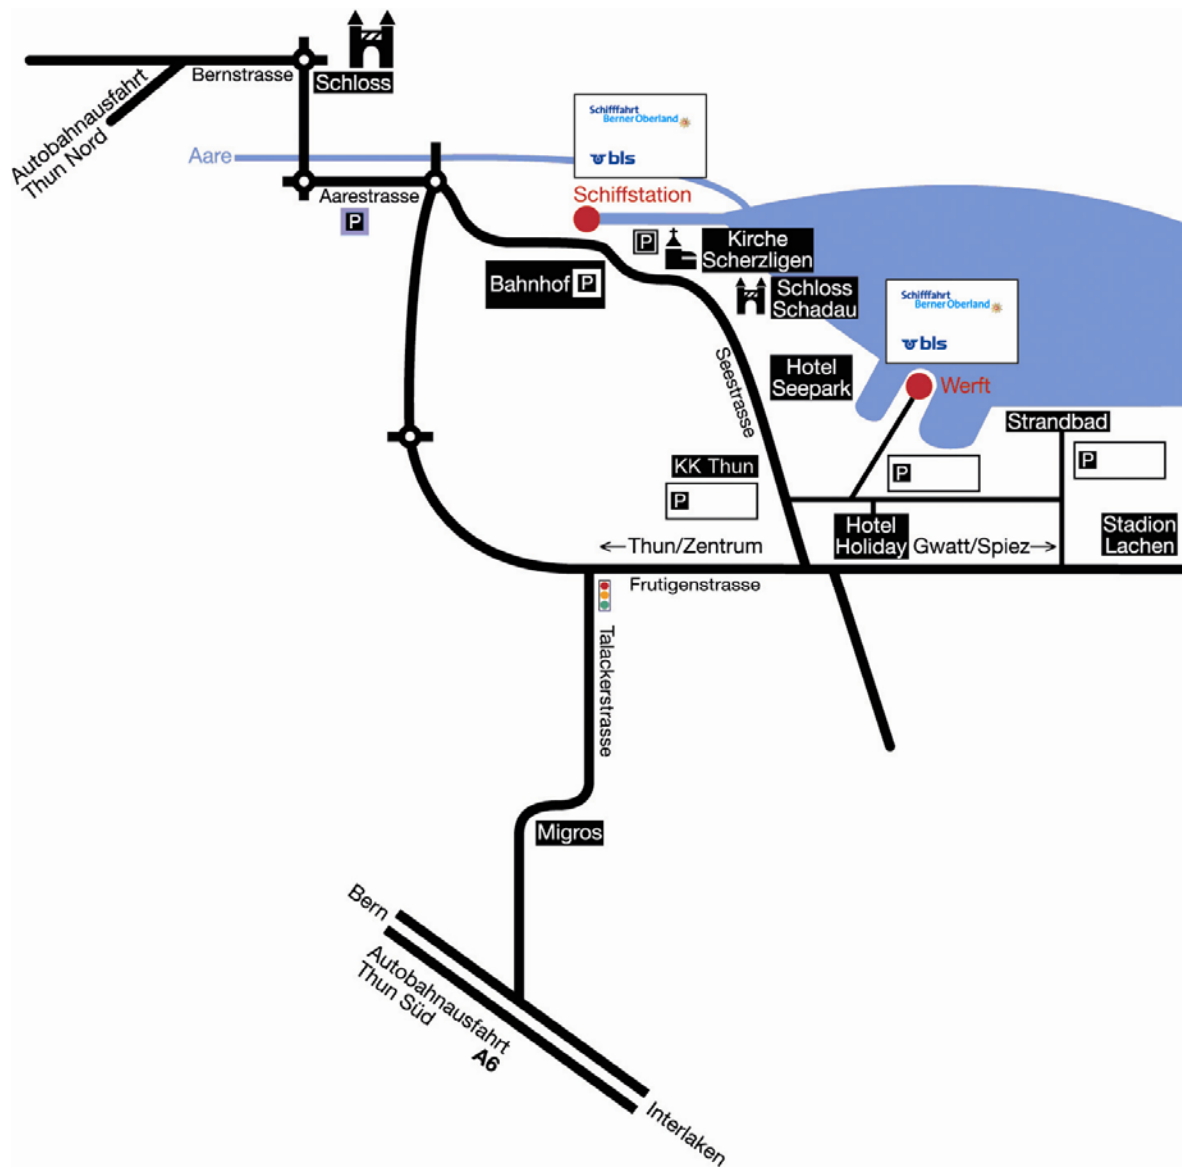 Bernstrasse
Schloss
Autobahnausfahrt
Thun Nord
Aare
Schifffahrt
Berner Oberland
bls
Schiffstation
Aarestrasse
P
P
Kirche
Scherzligen
Bahnhof P
Schloss
Schadau
Schifffahrt
Berner Oberland
bls
Seestrasse
Hotel
Seepark
Werft
Strandbad
KK Thun
P
P
P
Hotel
Holiday
Stadion
Lachen
←Thun/Zentrum
Gwatt/Spiez→
Frutigenstrasse
Talackerstrasse
Migros
Bern
Autobahnausfahrt
Thun Süd
A6
Interlaken